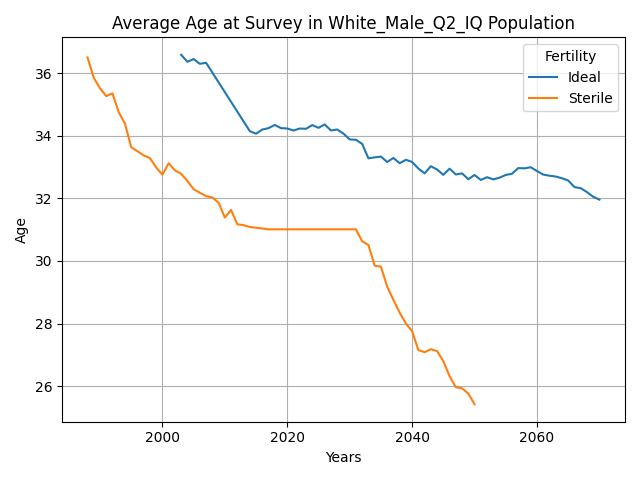 Average Age at Survey in White_Male_Q2_IQ Population
Fertility
Ideal
Sterile
Age
36
34
32
30
28
26
2000
2020
2040
2060
Years